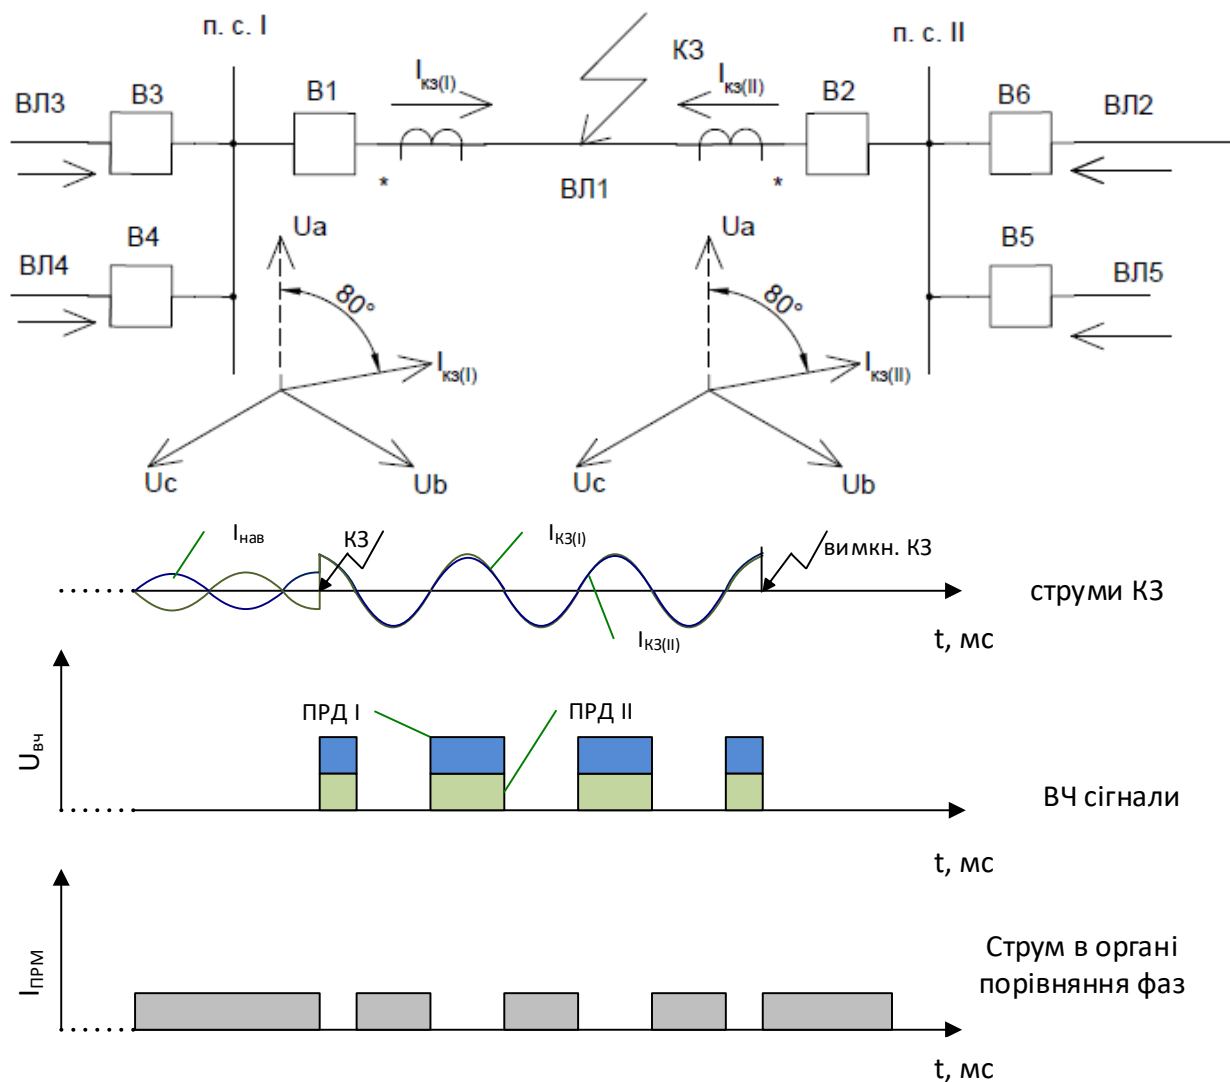 п. с. I
п. с. II
КЗ
Iкз(I)
Iкз(II)
ВЛ3
В3
В1
В2
В6
ВЛ2
*
ВЛ1
*
В4
Ua
Ua
В5
ВЛ4
ВЛ5
80°
80°
Iкз(I)
Iкз(II)
Uc
Ub
Uc
Ub
Iнав
КЗ
IКЗ(I)
вимкн. КЗ
струми КЗ
IКЗ(II)
t, мс
ПРД I
ПРД II
Uвч
ВЧ сігнали
t, мс
IПРМ
Струм в органі
порівняння фаз
t, мс